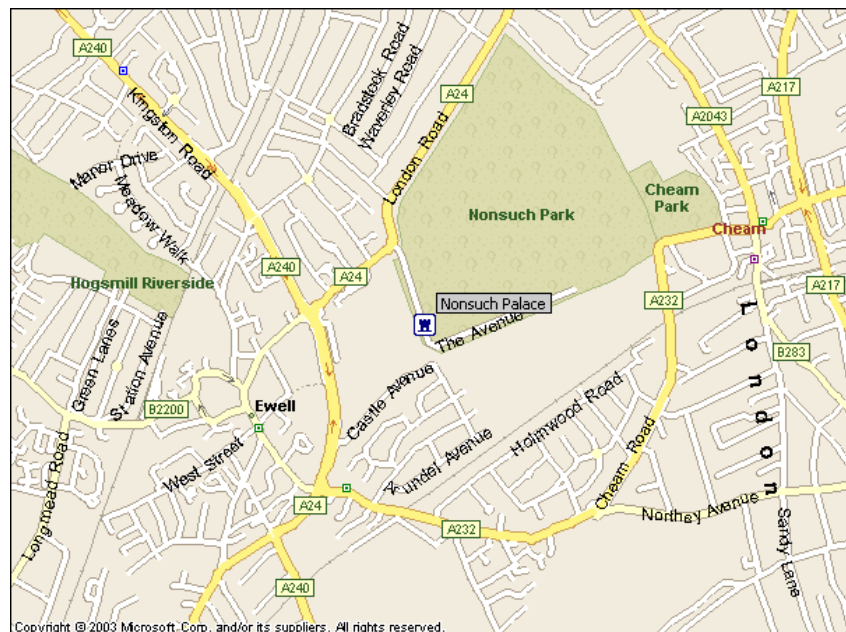 A240
A24
A217
A2043
Kingston Road
Bradstock Road
Waverley Road
London Road
Manor Drive
Meadow Walk
Nonsuch Park
Cheam
Park
Cheam
Hogsmill Riverside
A240
A24
A232
A217
Nonsuch Palace
The Avenue
London
B283
Green Lanes
Station Avenue
B2200
Ewell
Castle Avenue
Holmwood Road
West Street
Arundel Avenue
Cheam Road
Longmead Road
A24
A232
Northey Avenue
Sandy Lane
A240
Copyright © 2003 Microsoft Corp. and/or its suppliers. All rights reserved.